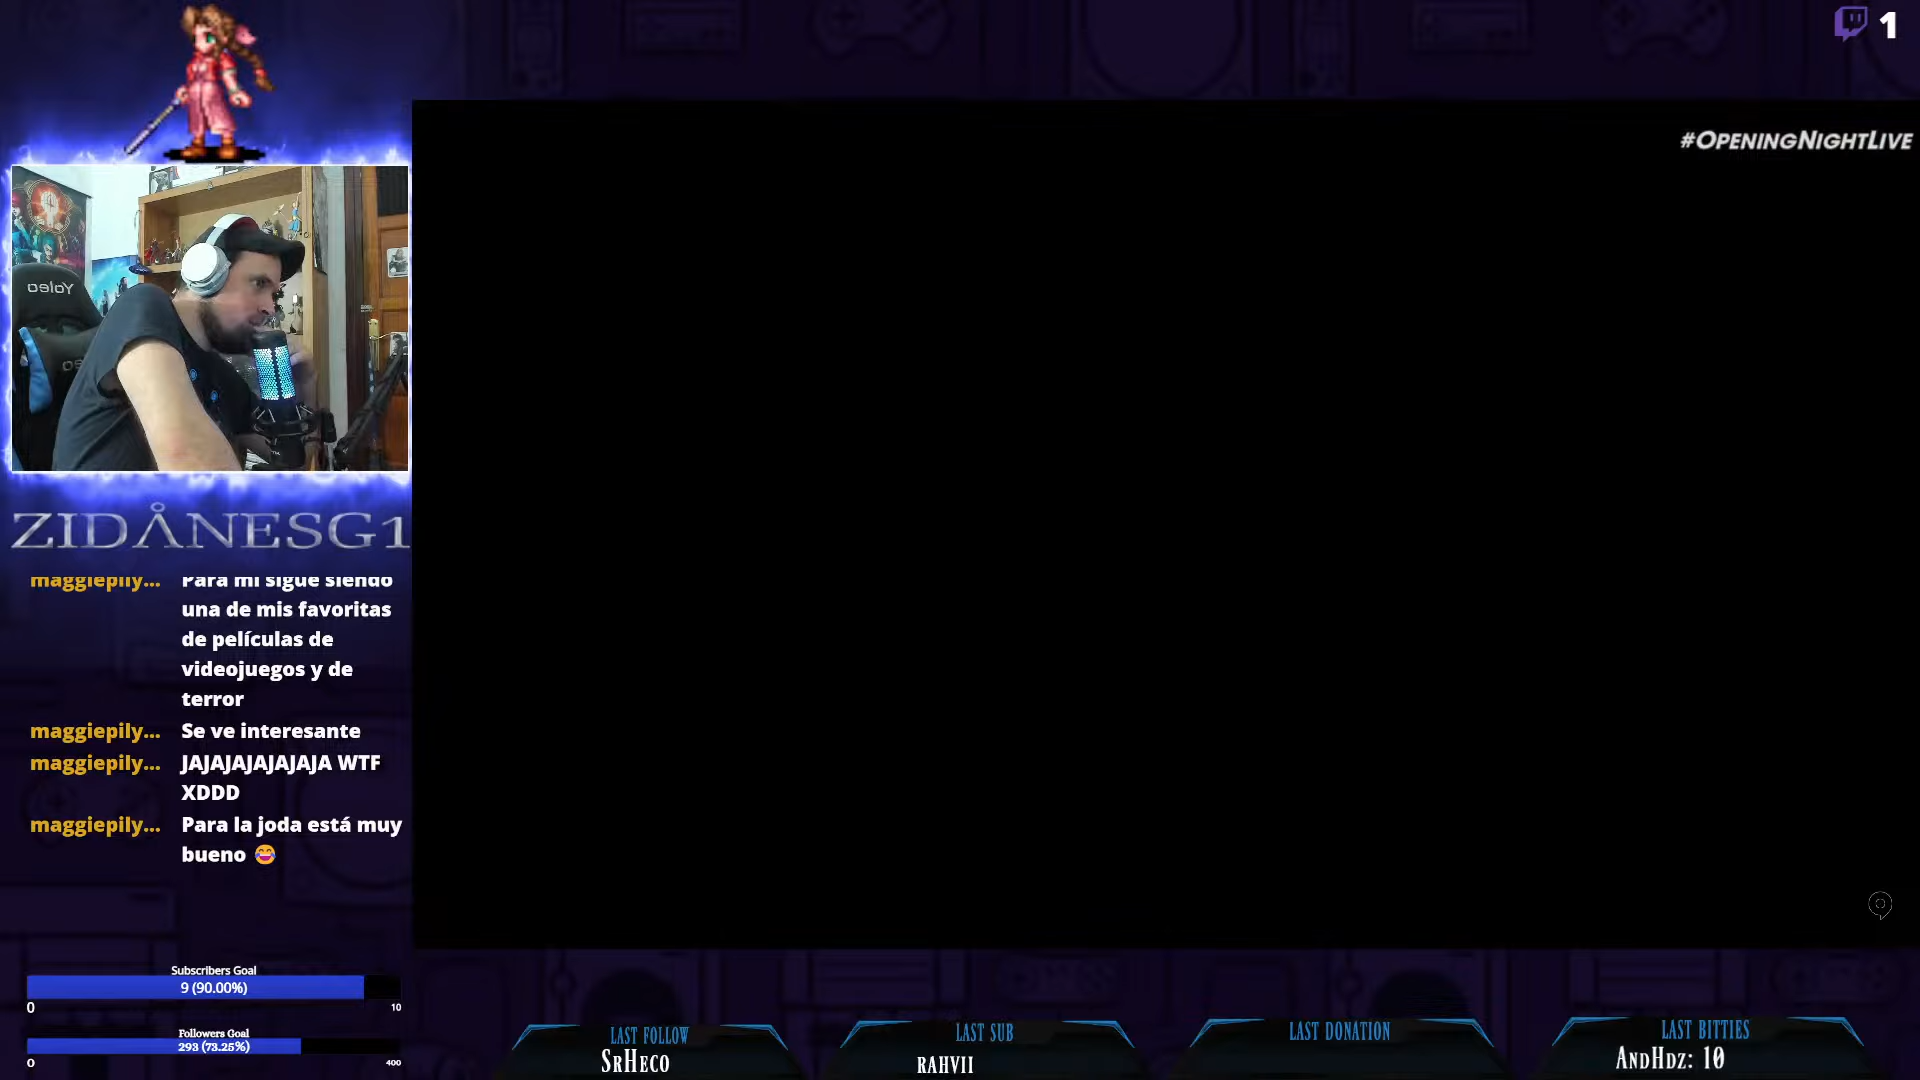 1
#OPENINGNIGHTLIVE
Yoleo
ZIDÅNESG1
maggiepily... Para mi sigue siendo
una de mis favoritas
de películas de
videojuegos y de
terror
maggiepily... Se ve interesante
maggiepily... JAJAJAJAJAJAJA WTF
XDDD
maggiepily... Para la joda está muy
bueno 😂
Subscribers Goal
9 (90.00%)
0 10
Followers Goal
293 (73.25%)
0 400
LAST FOLLOW
SRHECO
LAST SUB
RAHVII
LAST DONATION
LAST BITTIES
ANDHDZ: 10